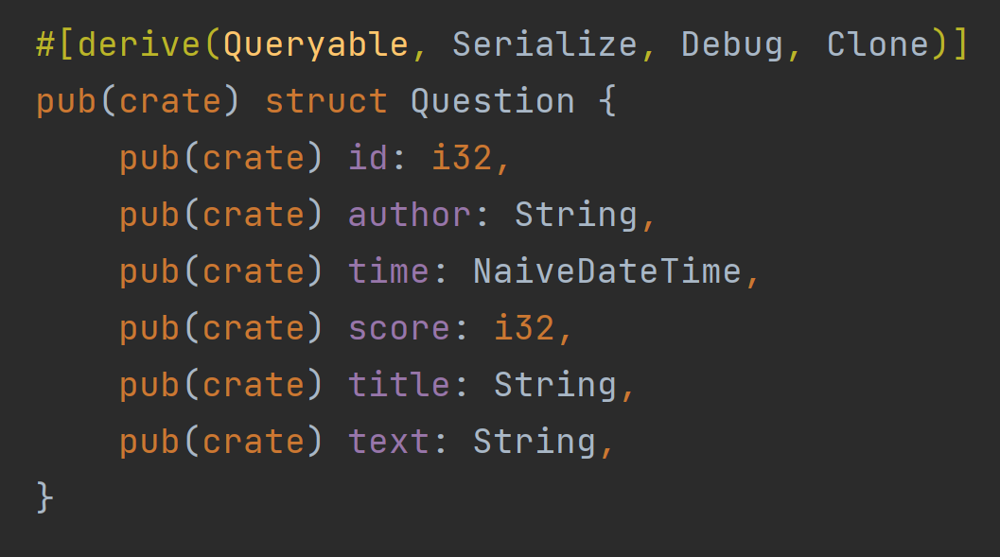 #[derive(Queryable, Serialize, Debug, Clone)]
pub(crate) struct Question {
    pub(crate) id: i32,
    pub(crate) author: String,
    pub(crate) time: NaiveDateTime,
    pub(crate) score: i32,
    pub(crate) title: String,
    pub(crate) text: String,
}